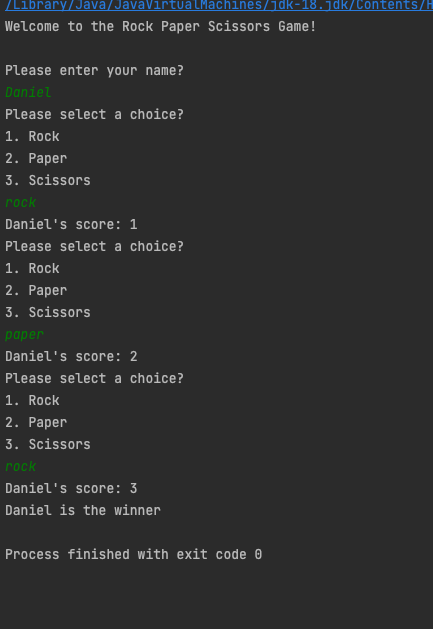 /Library/Java/JavaVirtualMachines/jdk-18.jdk/Contents/H
Welcome to the Rock Paper Scissors Game!
Please enter your name?
Daniel
Please select a choice?
1. Rock
2. Paper
3. Scissors
rock
Daniel's score: 1
Please select a choice?
1. Rock
2. Paper
3. Scissors
paper
Daniel's score: 2
Please select a choice?
1. Rock
2. Paper
3. Scissors
rock
Daniel's score: 3
Daniel is the winner
Process finished with exit code 0